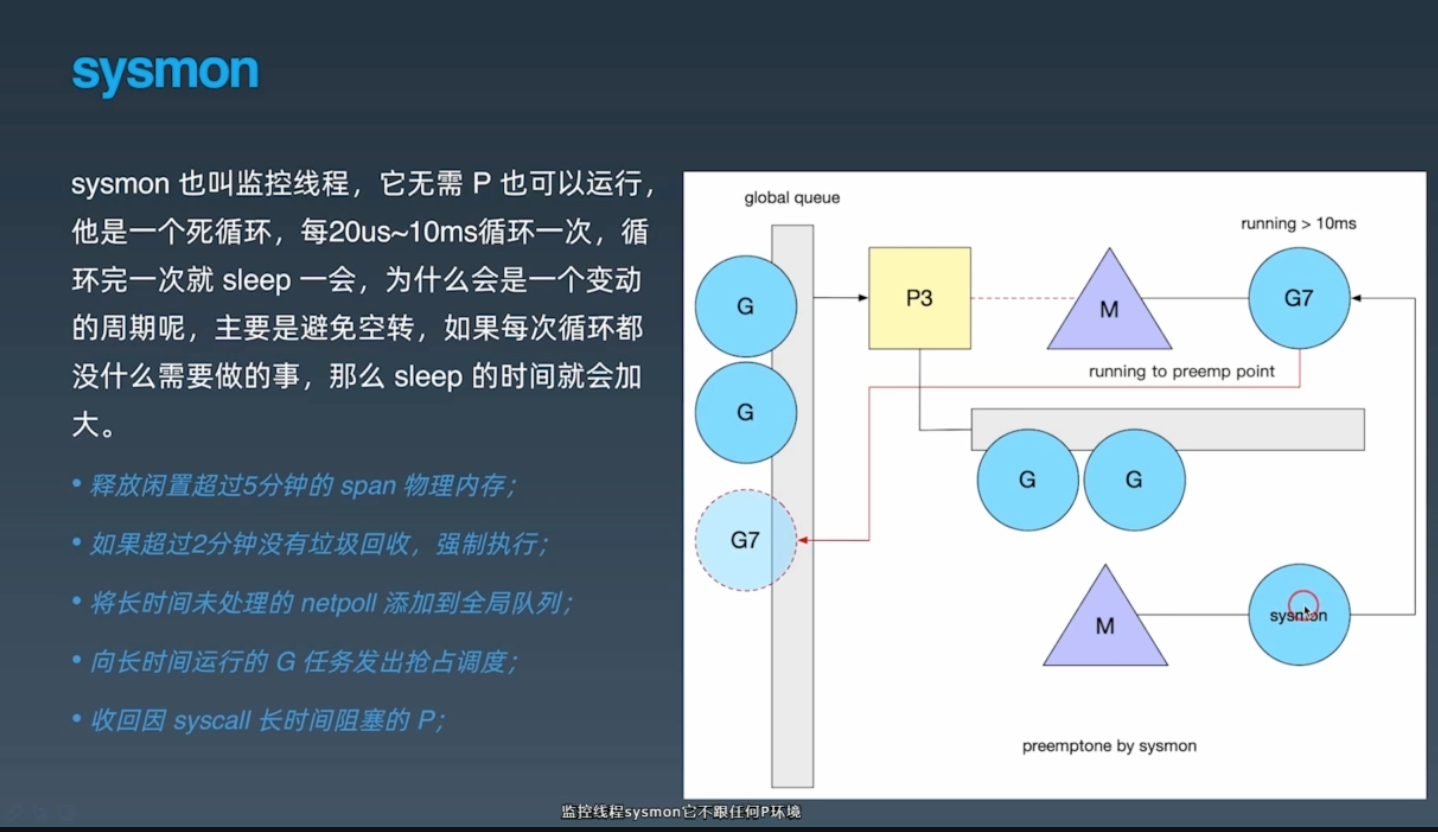 sysmon
sysmon 也叫监控线程，它无需 P 也可以运行，
他是一个死循环，每20us~10ms循环一次，循
环完一次就 sleep 一会，为什么会是一个变动
的周期呢，主要是避免空转，如果每次循环都
没什么需要做的事，那么 sleep 的时间就会加
大。
• 释放闲置超过5分钟的 span 物理内存；
• 如果超过2分钟没有垃圾回收，强制执行；
• 将长时间未处理的 netpoll 添加到全局队列；
• 向长时间运行的 G 任务发出抢占调度；
• 收回因 syscall 长时间阻塞的 P；
global queue
running > 10ms
G
P3
M
G7
running to preemp point
G
G
G
G7
M
sysmon
preemptone by sysmon
监控线程sysmon它不跟任何P环境